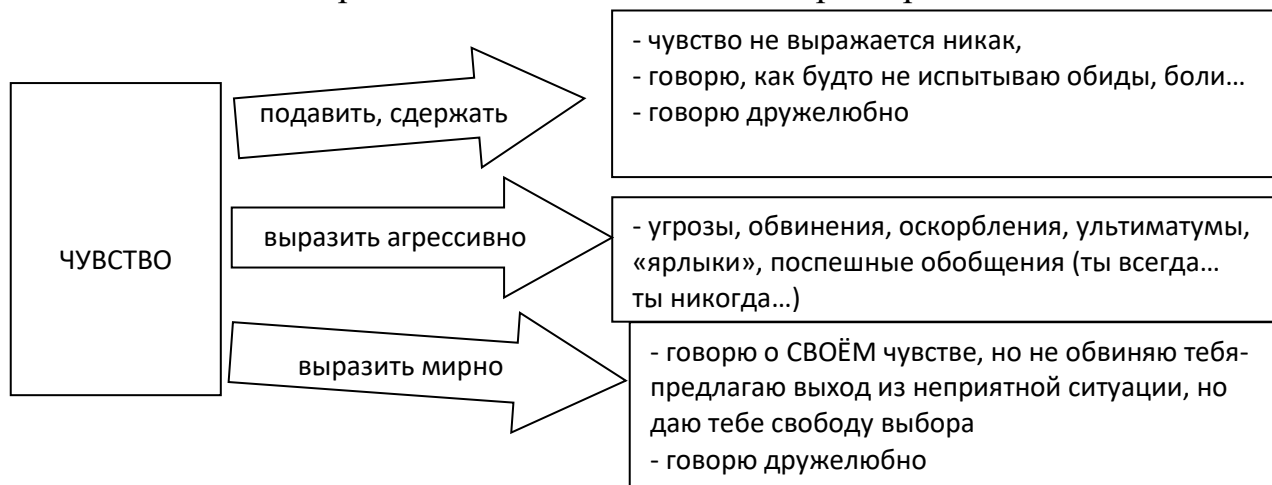 ЧУВСТВО
подавить, сдержать
- чувство не выражается никак,
- говорю, как будто не испытываю обиды, боли…
- говорю дружелюбно
выразить агрессивно
- угрозы, обвинения, оскорбления, ультиматумы,
«ярлыки», поспешные обобщения (ты всегда…
ты никогда…)
выразить мирно
- говорю о СВОЁМ чувстве, но не обвиняю тебя-
предлагаю выход из неприятной ситуации, но
даю тебе свободу выбора
- говорю дружелюбно